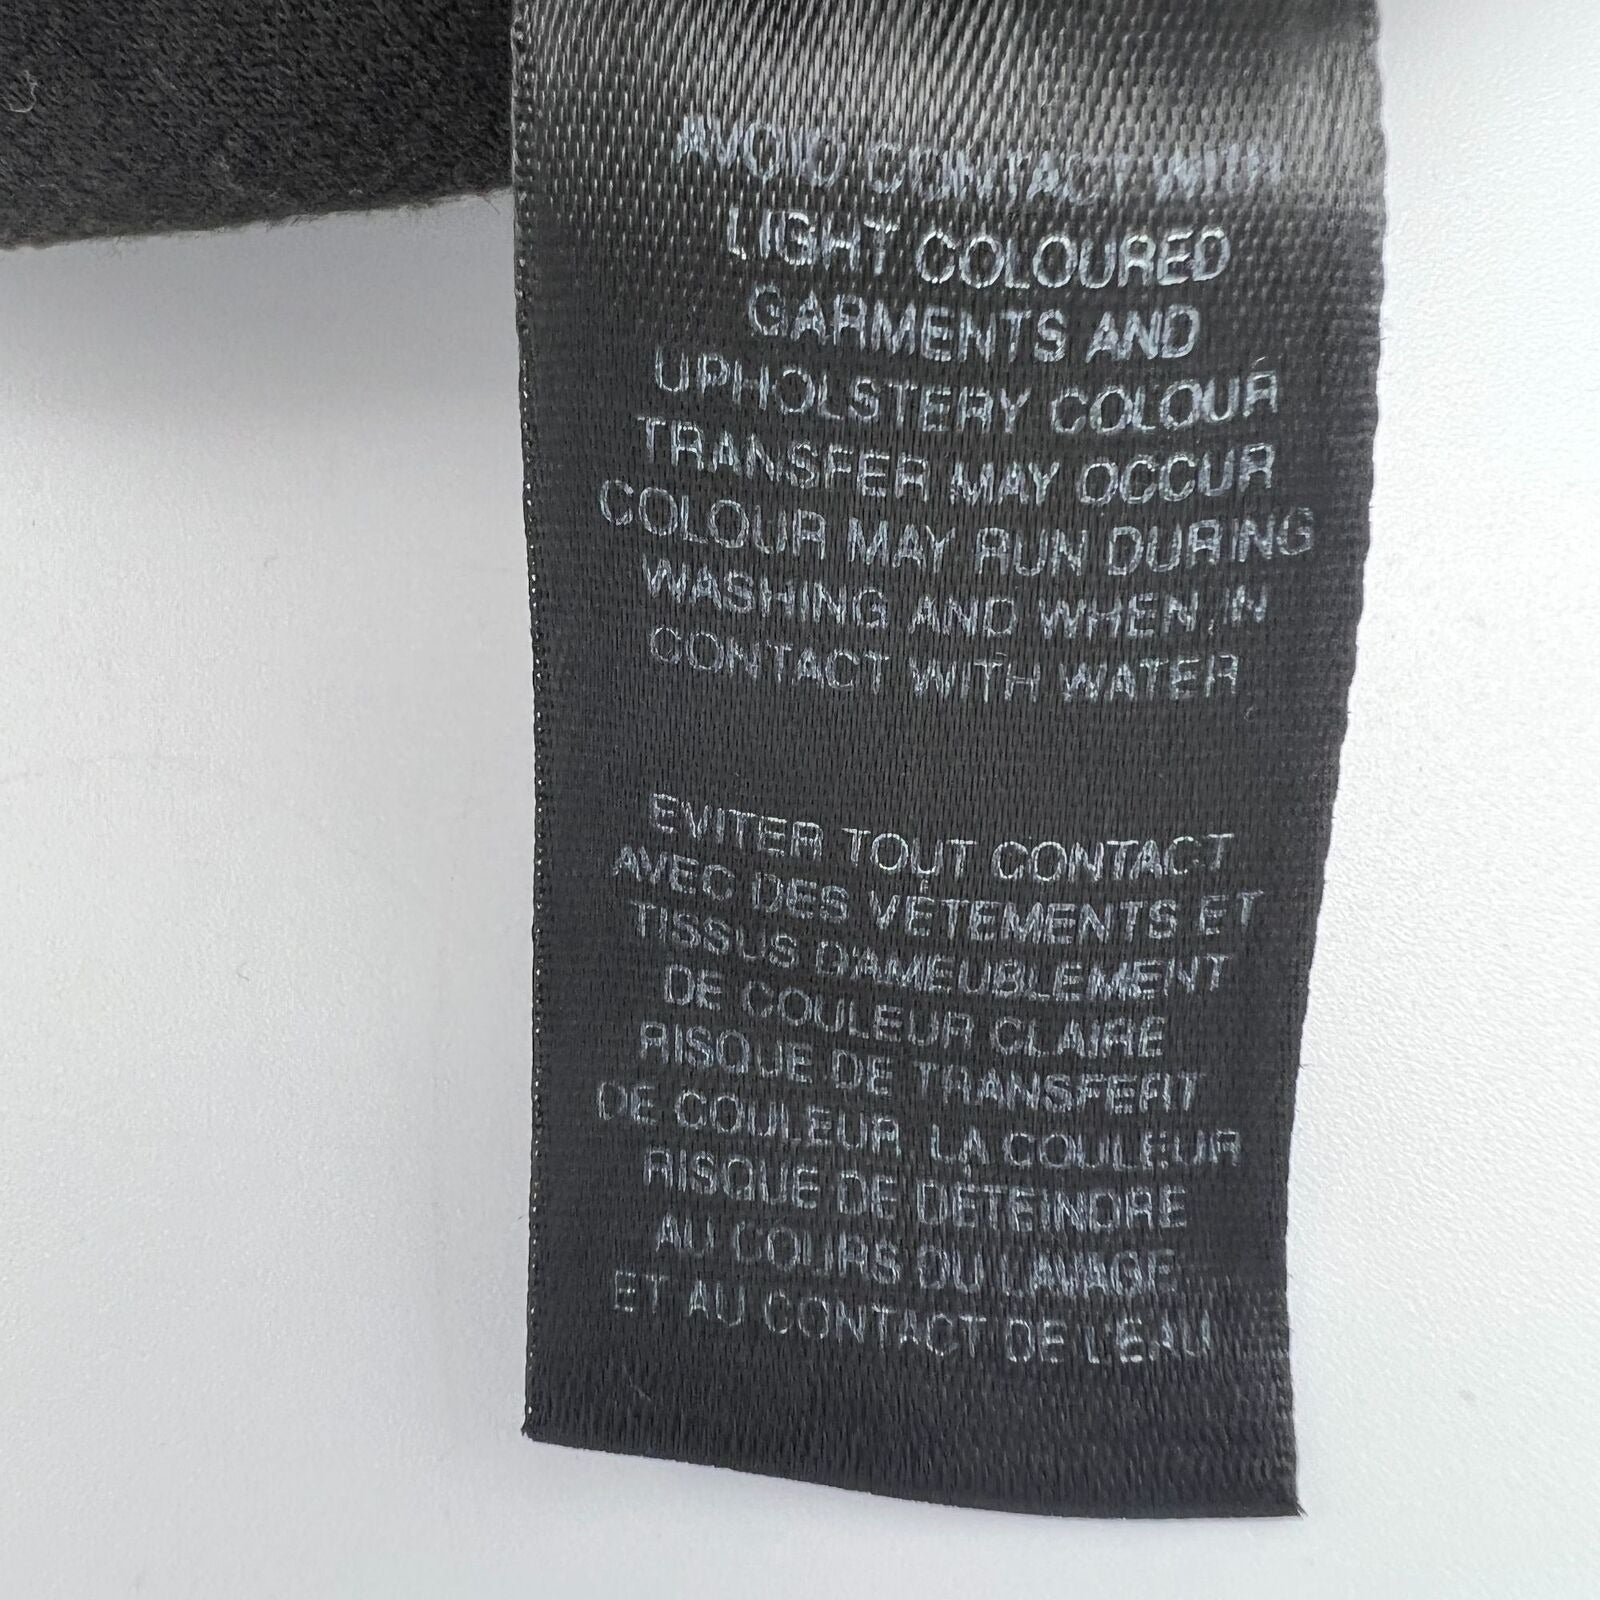 AVOID CONTACT WITH
LIGHT COLOURED
GARMENTS AND
UPHOLSTERY COLOUR
TRANSFER MAY OCCUR
COLOUR MAY RUN DURING
WASHING AND WHEN IN
CONTACT WITH WATER
EVITER TOUT CONTACT
AVEC DES VÊTEMENTS ET
TISSUS D'AMEUBLEMENT
DE COULEUR CLAIRE
RISQUE DE TRANSFERT
DE COULEUR. LA COULEUR
RISQUE DE DÉTEINDRE
AU COURS DU LAVAGE
ET AU CONTACT DE L'EAU